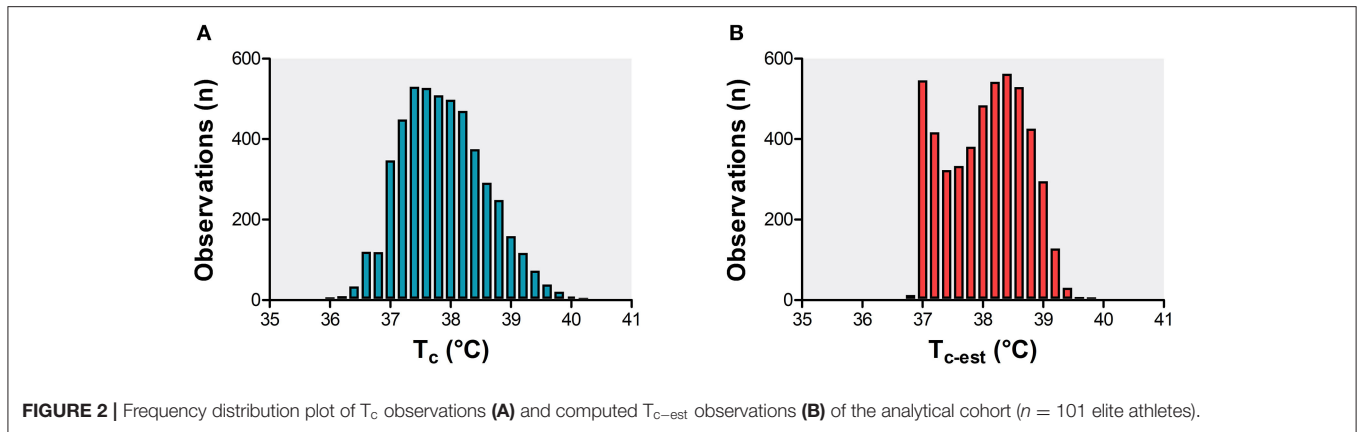 A
B
600
400
200
0
Observations (n)
35 36 37 38 39 40 41
Tc (°C)
600
400
200
0
Observations (n)
35 36 37 38 39 40 41
Tc-est (°C)
FIGURE 2 | Frequency distribution plot of Tc observations (A) and computed Tc−est observations (B) of the analytical cohort (n = 101 elite athletes).